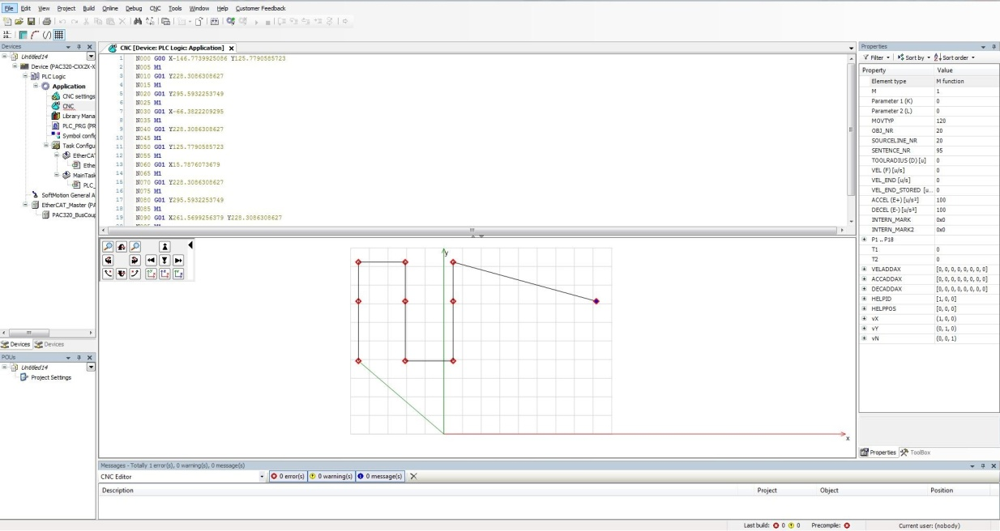 File Edit View Project Build Online Debug CNC Tools Window Help Customer Feedback
Devices
Untitled14
Device (PAC320-CXX2X-X
PLC Logic
Application
CNC settings
CNC
Library Mana
PLC_PRG (PR
Symbol config
Task Configu
EtherCAT
Ethe
MainTask
PLC_
SoftMotion General A
EtherCAT_Master (PA
PAC320_BusCoup
Devices Devices
POUs
Untitled14
Project Settings
CNC [Device: PLC Logic: Application]
1 N000 G00 X-146.7739925086 Y125.7790585723
2 N005 M1
3 N010 G01 Y228.3086308627
4 N015 M1
5 N020 G01 Y295.5932253749
6 N025 M1
7 N030 G01 X-66.3822209295
8 N035 M1
9 N040 G01 Y228.3086308627
10 N045 M1
11 N050 G01 Y125.7790585723
12 N055 M1
13 N060 G01 X15.7876073679
14 N065 M1
15 N070 G01 Y228.3086308627
16 N075 M1
17 N080 G01 Y295.5932253749
18 N085 M1
19 N090 G01 X261.5699256379 Y228.3086308627
y
x
Messages - Totally 1 error(s), 0 warning(s), 0 message(s)
CNC Editor 0 error(s) 0 warning(s) 0 message(s)
Description Project Object Position
Properties
Filter Sort by Sort order
Property Value
Element type M function
M 1
Parameter 1 (K) 0
Parameter 2 (L) 0
MOVTYP 120
OBJ_NR 20
SOURCELINE_NR 20
SENTENCE_NR 95
TOOLRADIUS (D) [u] 0
VEL (F) [u/s] 0
VEL_END [u/s] 0
VEL_END_STORED [u... 0
ACCEL (E+) [u/s²] 100
DECEL (E-) [u/s²] 100
INTERN_MARK 0x0
INTERN_MARK2 0x0
P1 .. P18
T1 0
T2 0
VELADDAX [0, 0, 0, 0, 0, 0, 0, 0]
ACCADDAX [0, 0, 0, 0, 0, 0, 0, 0]
DECADDAX [0, 0, 0, 0, 0, 0, 0, 0]
HELPID [1, 0, 0]
HELPPOS [0, 0, 0]
vX (1, 0, 0)
vY (0, 1, 0)
vN (0, 0, 1)
Properties ToolBox
Last build: 0 0 Precompile: Current user: (nobody)